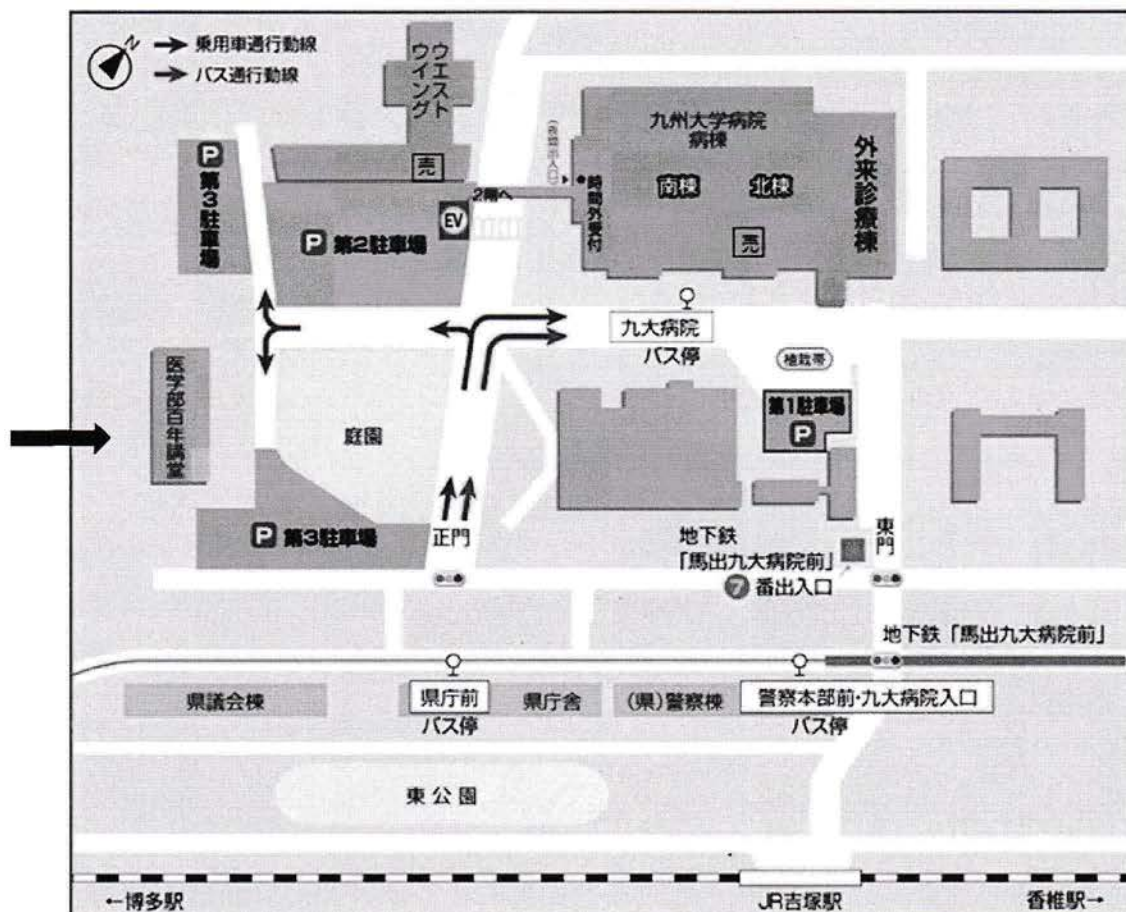 N
乗用車通行動線
バス通行動線
ウエスト
ウイング
売
P 第3駐車場
2階へ
EV
P 第2駐車場
九州大学病院
病棟
南棟
北棟
時間外受付
売
外来診療棟
九大病院
バス停
植栽帯
第1駐車場
P
医学部百年講堂
庭園
P 第3駐車場
正門
地下鉄
「馬出九大病院前」
7 番出入口
東門
地下鉄「馬出九大病院前」
県議会棟
県庁前
バス停
県庁舎
(県)警察棟
警察本部前・九大病院入口
バス停
東公園
←博多駅
JR吉塚駅
香椎駅→